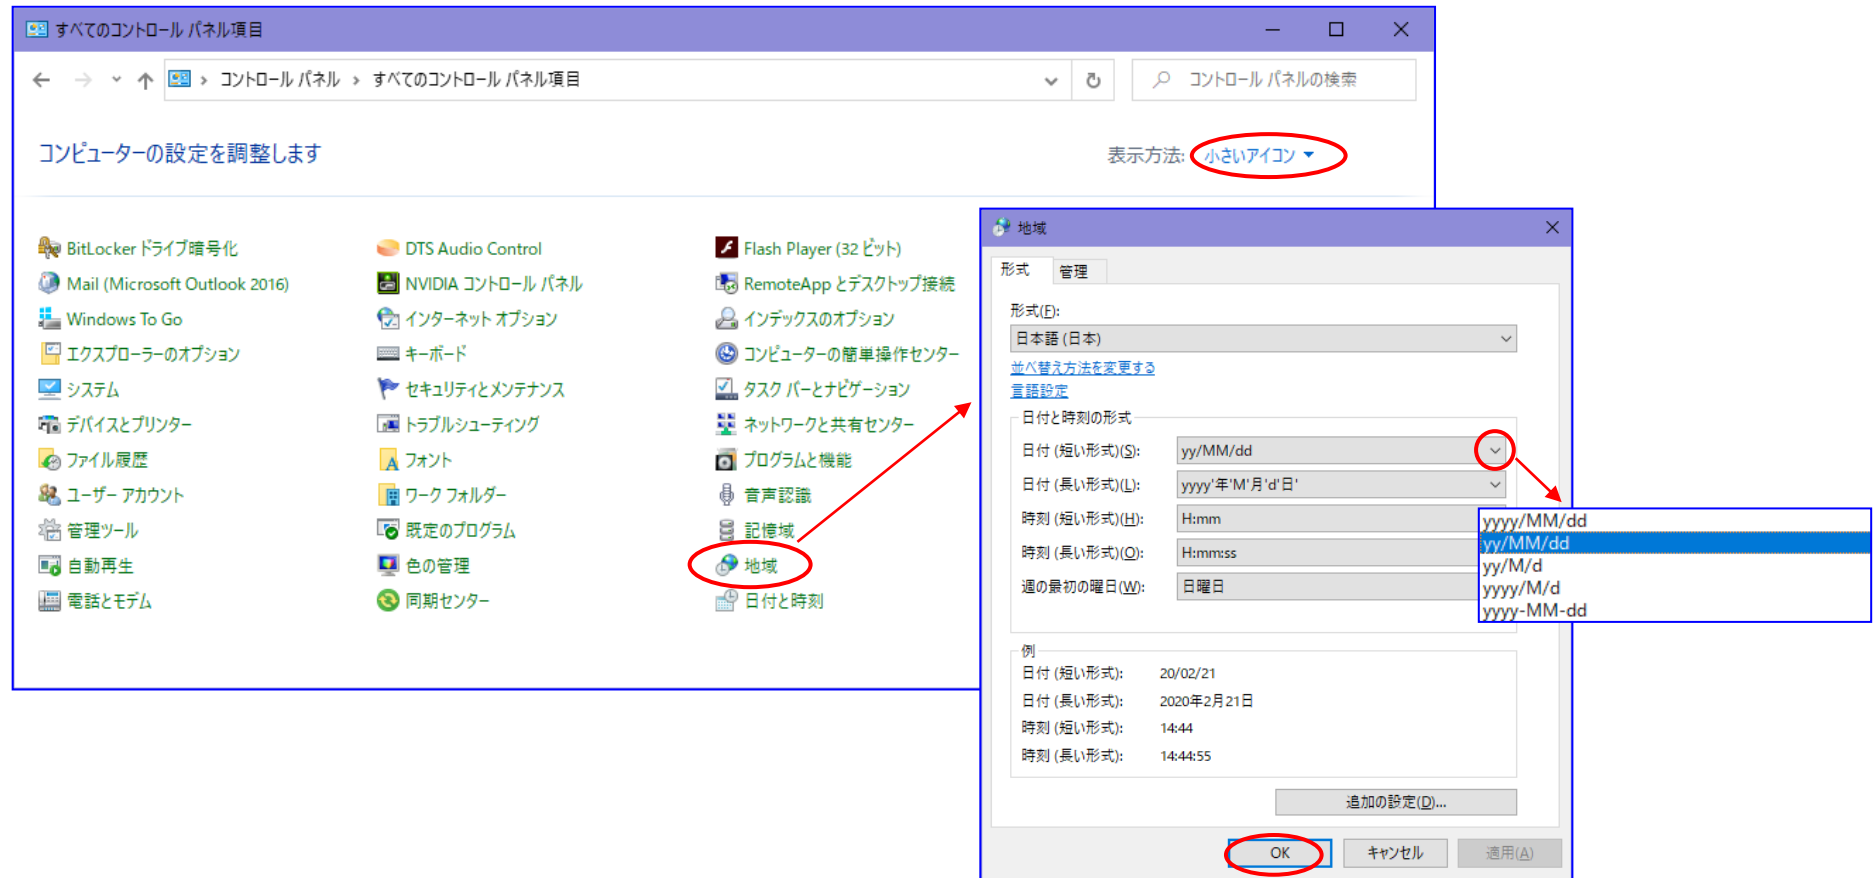 すべてのコントロール パネル項目
コントロール パネル › すべてのコントロール パネル項目
コントロール パネルの検索
コンピューターの設定を調整します
表示方法: 小さいアイコン
BitLocker ドライブ暗号化
DTS Audio Control
Flash Player (32 ビット)
Mail (Microsoft Outlook 2016)
NVIDIA コントロール パネル
RemoteApp とデスクトップ接続
Windows To Go
インターネット オプション
インデックスのオプション
エクスプローラーのオプション
キーボード
コンピューターの簡単操作センター
システム
セキュリティとメンテナンス
タスク バーとナビゲーション
デバイスとプリンター
トラブルシューティング
ネットワークと共有センター
ファイル履歴
フォント
プログラムと機能
ユーザー アカウント
ワーク フォルダー
音声認識
管理ツール
既定のプログラム
記憶域
自動再生
色の管理
地域
電話とモデム
同期センター
日付と時刻
地域
形式 管理
形式(F):
日本語 (日本)
並べ替え方法を変更する
言語設定
日付と時刻の形式
日付 (短い形式)(S): yy/MM/dd
日付 (長い形式)(L): yyyy'年'M'月'd'日'
時刻 (短い形式)(H): H:mm
時刻 (長い形式)(O): H:mm:ss
週の最初の曜日(W): 日曜日
yyyy/MM/dd
yy/MM/dd
yy/M/d
yyyy/M/d
yyyy-MM-dd
例
日付 (短い形式): 20/02/21
日付 (長い形式): 2020年2月21日
時刻 (短い形式): 14:44
時刻 (長い形式): 14:44:55
追加の設定(D)...
OK キャンセル 適用(A)